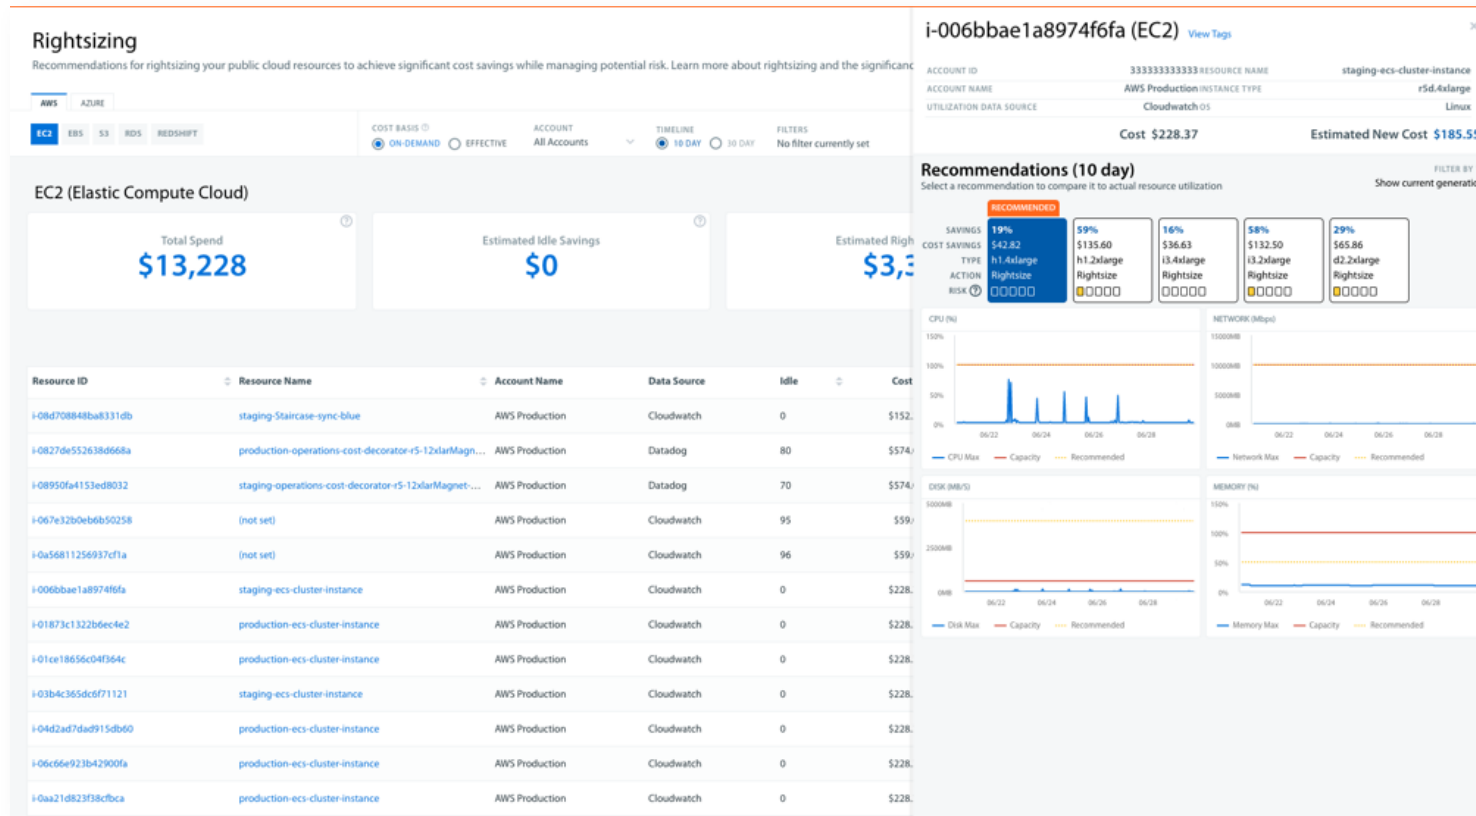 Rightsizing
Recommendations for rightsizing your public cloud resources to achieve significant cost savings while managing potential risk. Learn more about rightsizing and the
AWS AZURE
EC2 EBS S3 RDS REDSHIFT
COST BASIS
ON-DEMAND EFFECTIVE
ACCOUNT
All Accounts
TIMELINE
10 DAY 30 DAY
FILTERS
No filter currently set
EC2 (Elastic Compute Cloud)
Total Spend
$13,228
Estimated Idle Savings
$0
Estimated
$3,3
Resource ID Resource Name Account Name Data Source Idle Cost
i-08d708848ba8331db staging-Staircase-sync-blue AWS Production Cloudwatch 0 $152.
i-0827de552638d668a production-operations-cost-decorator-r5-12xlarMagn... AWS Production Datadog 80 $574.
i-08950fa4153ed8032 staging-operations-cost-decorator-r5-12xlarMagnet-... AWS Production Datadog 70 $574.
i-067e32b0eb6b50258 (not set) AWS Production Cloudwatch 95 $59.
i-0a56811256937cf1a (not set) AWS Production Cloudwatch 96 $59.
i-006bbae1a8974f6fa staging-ecs-cluster-instance AWS Production Cloudwatch 0 $228.
i-01873c1322b6ec4e2 production-ecs-cluster-instance AWS Production Cloudwatch 0 $228.
i-01ce18656c04f364c production-ecs-cluster-instance AWS Production Cloudwatch 0 $228.
i-03b4c365dc6f71121 staging-ecs-cluster-instance AWS Production Cloudwatch 0 $228.
i-04d2ad7dad915db60 production-ecs-cluster-instance AWS Production Cloudwatch 0 $228.
i-06c66e923b42900fa production-ecs-cluster-instance AWS Production Cloudwatch 0 $228.
i-0aa21d823f38cfbca production-ecs-cluster-instance AWS Production Cloudwatch 0 $228.
i-006bbae1a8974f6fa (EC2) View Tags
ACCOUNT ID 333333333333 RESOURCE NAME staging-ecs-cluster-instance
ACCOUNT NAME AWS Production INSTANCE TYPE r5d.4xlarge
UTILIZATION DATA SOURCE Cloudwatch OS Linux
Cost $228.37 Estimated New Cost $185.55
Recommendations (10 day)
Select a recommendation to compare it to actual resource utilization
FILTER BY
Show current generatio
RECOMMENDED
SAVINGS 19% 59% 16% 58% 29%
COST SAVINGS $42.82 $135.60 $36.63 $132.50 $65.86
TYPE h1.4xlarge h1.2xlarge i3.4xlarge i3.2xlarge d2.2xlarge
ACTION Rightsize Rightsize Rightsize Rightsize Rightsize
RISK
CPU (%)
150%
100%
50%
0%
06/22 06/24 06/26 06/28
CPU Max Capacity Recommended
NETWORK (Mbps)
15000MB
10000MB
5000MB
0MB
06/22 06/24 06/26 06/28
Network Max Capacity Recommended
DISK (MB/S)
5000MB
2500MB
0MB
06/22 06/24 06/26 06/28
Disk Max Capacity Recommended
MEMORY (%)
150%
100%
50%
0%
06/22 06/24 06/26 06/28
Memory Max Capacity Recommended